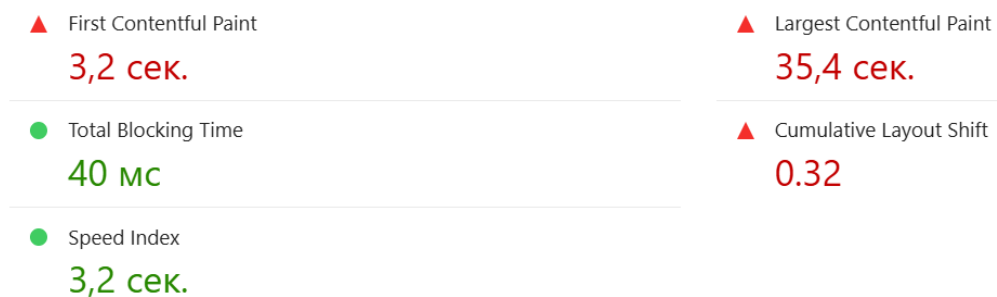 First Contentful Paint
3,2 сек.
Largest Contentful Paint
35,4 сек.
Total Blocking Time
40 мс
Cumulative Layout Shift
0.32
Speed Index
3,2 сек.